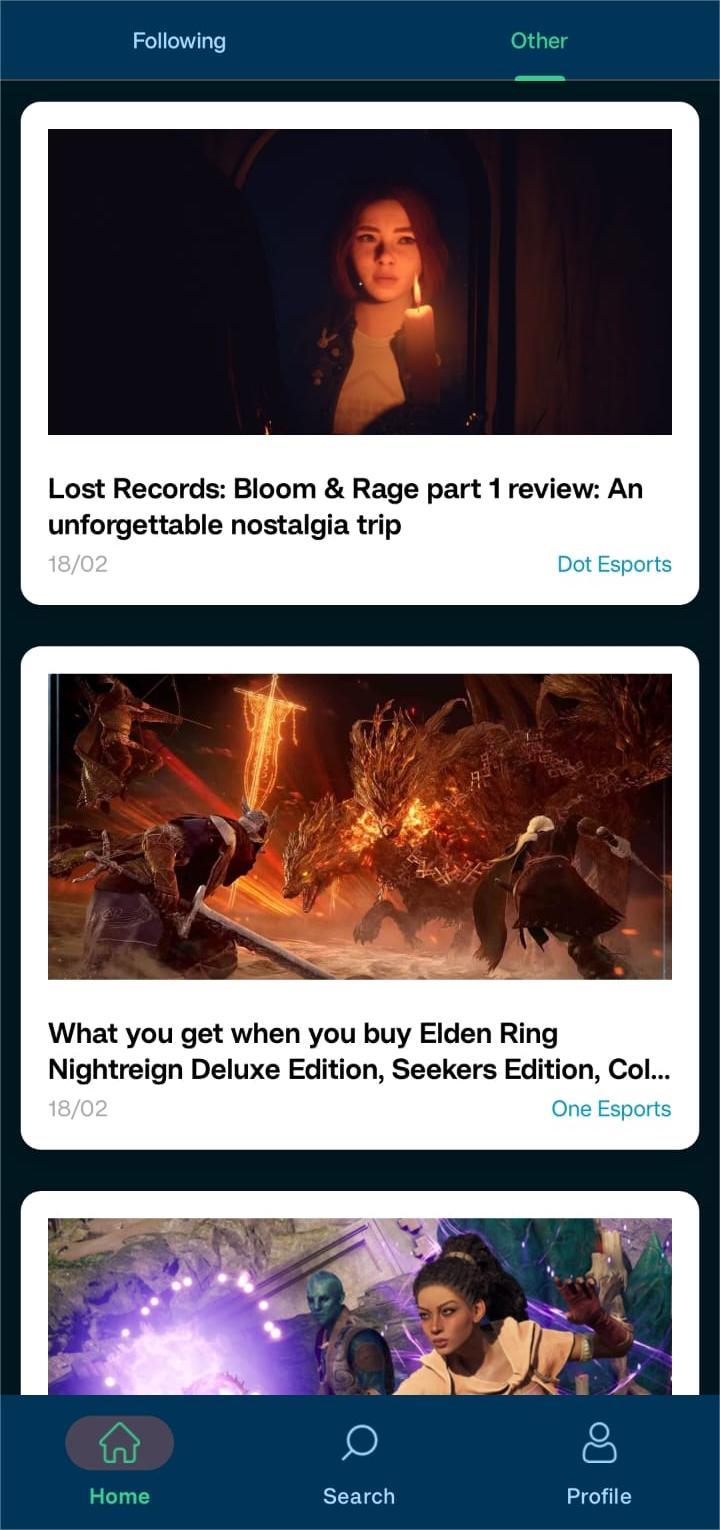 Following
Other
Lost Records: Bloom & Rage part 1 review: An
unforgettable nostalgia trip
18/02
Dot Esports
What you get when you buy Elden Ring
Nightreign Deluxe Edition, Seekers Edition, Col...
18/02
One Esports
Home
Search
Profile